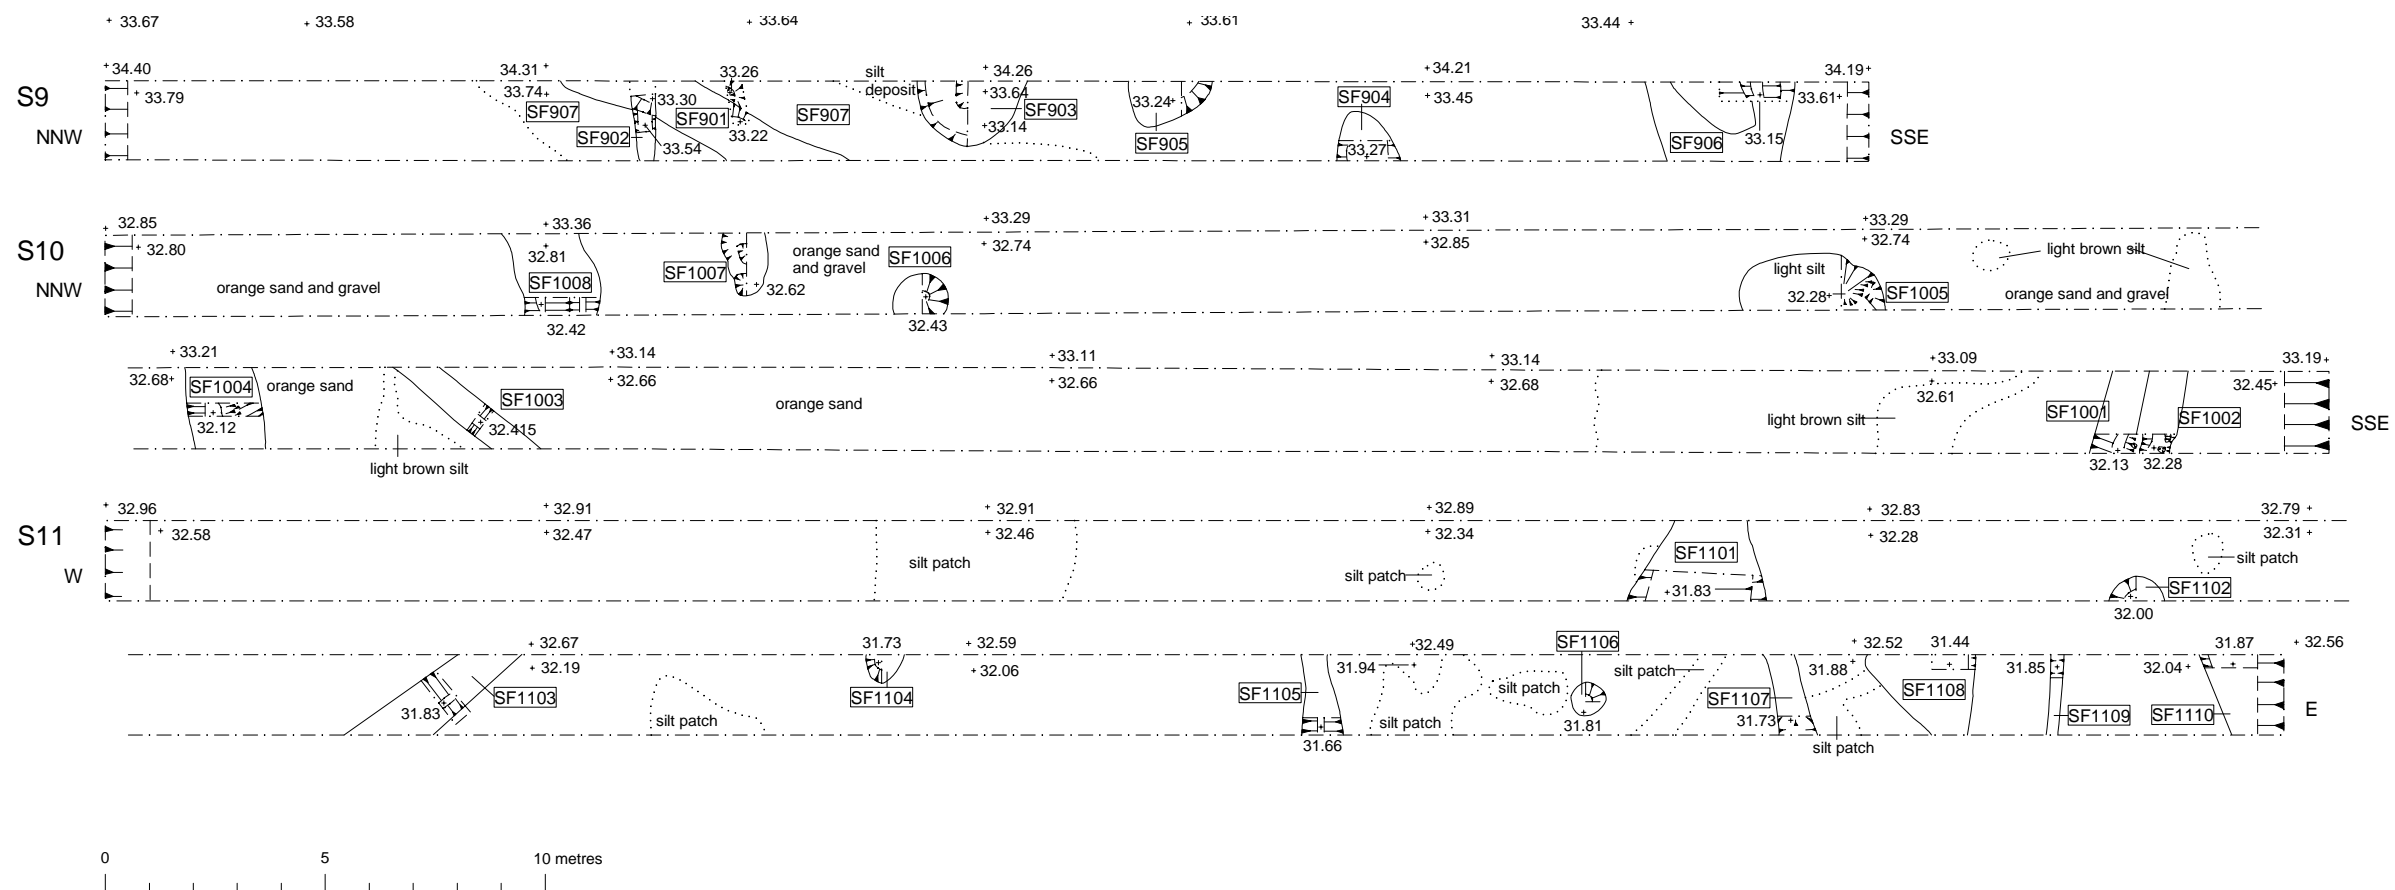 33.67 33.58 33.64 33.61 33.44
34.40 34.31 33.26 silt 34.26 34.21 34.19
S9 33.79 33.74 33.30 deposit 33.64 33.45 33.61
SF907 SF901 SF907 SF903 33.24 SF904
NNW SF902 33.22 33.14 SF905 SF906 33.15 SSE
33.54 33.27
32.85 33.36 33.29 33.31 33.29
S10 32.80 32.81 orange sand 32.74 32.85 32.74 light brown silt
and gravel SF1006
SF1007 light silt
NNW orange sand and gravel SF1008 32.62 32.28 SF1005 orange sand and gravel
32.42 32.43
33.21 33.14 33.11 33.14 33.09 33.19
32.68 SF1004 orange sand 32.66 32.66 32.68 32.61 32.45
SF1003 orange sand
32.12 32.415 light brown silt SF1001 SF1002 SSE
light brown silt 32.13 32.28
32.96 32.91 32.91 32.89 32.83 32.79
S11 32.58 32.47 32.46 32.34 32.28 32.31
silt patch SF1101 silt patch
W silt patch 31.83 SF1102
32.00
32.67 31.73 32.59 32.49 SF1106 32.52 31.44 31.87 32.56
32.19 32.06 31.94 silt patch 31.88 31.85 32.04
SF1103 SF1104 SF1105 silt patch SF1107 SF1108
31.83 silt patch silt patch 31.81 31.73 SF1109 SF1110 E
31.66 silt patch
0 5 10 metres